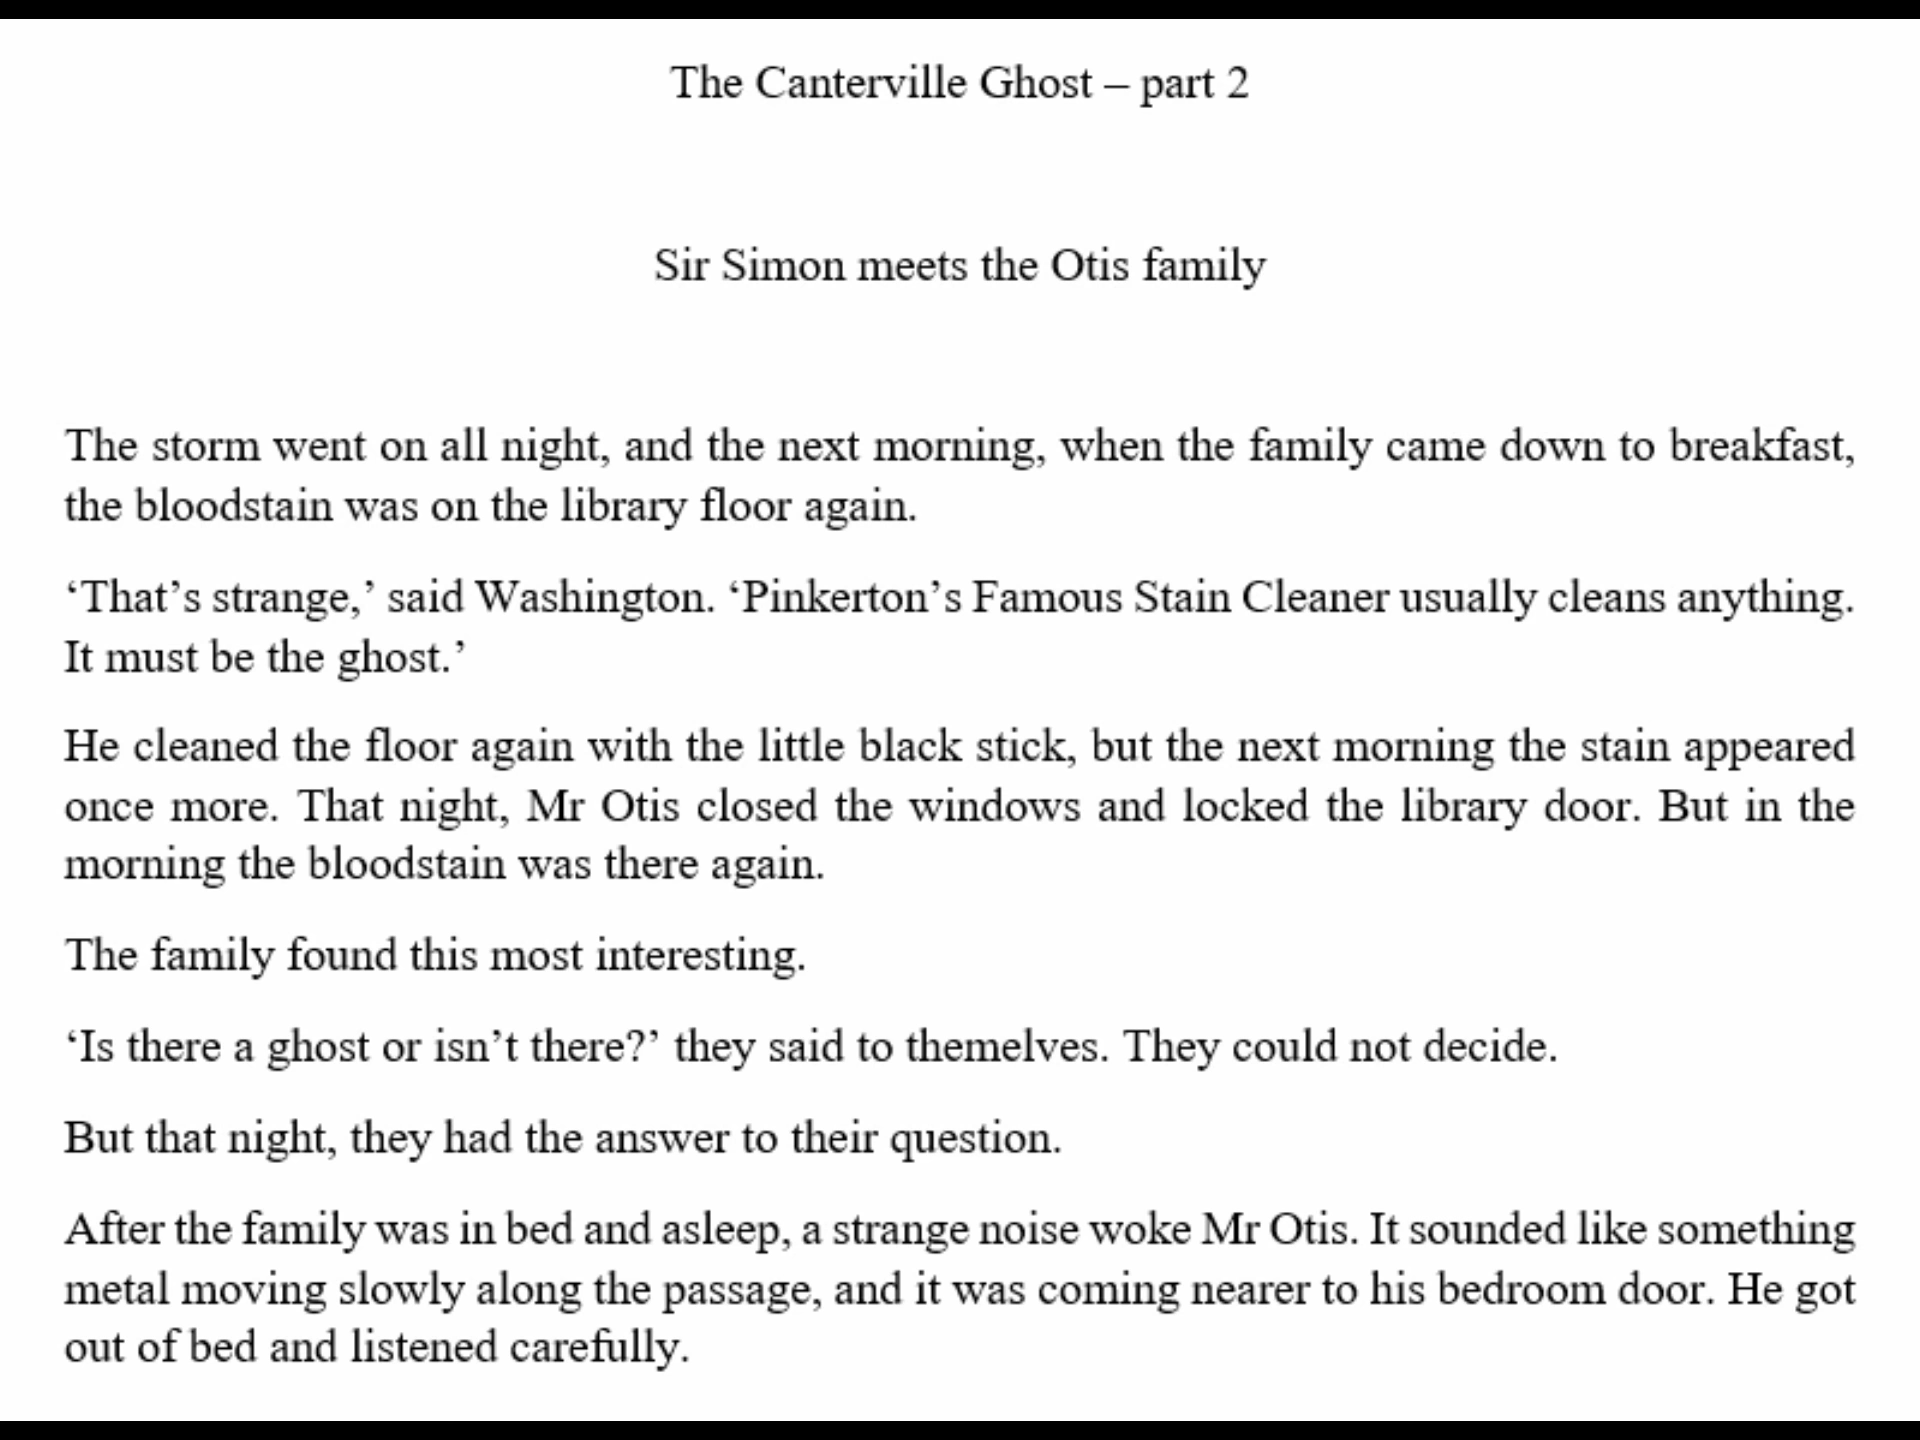 The Canterville Ghost – part 2
Sir Simon meets the Otis family
The storm went on all night, and the next morning, when the family came down to breakfast,
the bloodstain was on the library floor again.
‘That’s strange,’ said Washington. ‘Pinkerton’s Famous Stain Cleaner usually cleans anything.
It must be the ghost.’
He cleaned the floor again with the little black stick, but the next morning the stain appeared
once more. That night, Mr Otis closed the windows and locked the library door. But in the
morning the bloodstain was there again.
The family found this most interesting.
‘Is there a ghost or isn’t there?’ they said to themelves. They could not decide.
But that night, they had the answer to their question.
After the family was in bed and asleep, a strange noise woke Mr Otis. It sounded like something
metal moving slowly along the passage, and it was coming nearer to his bedroom door. He got
out of bed and listened carefully.